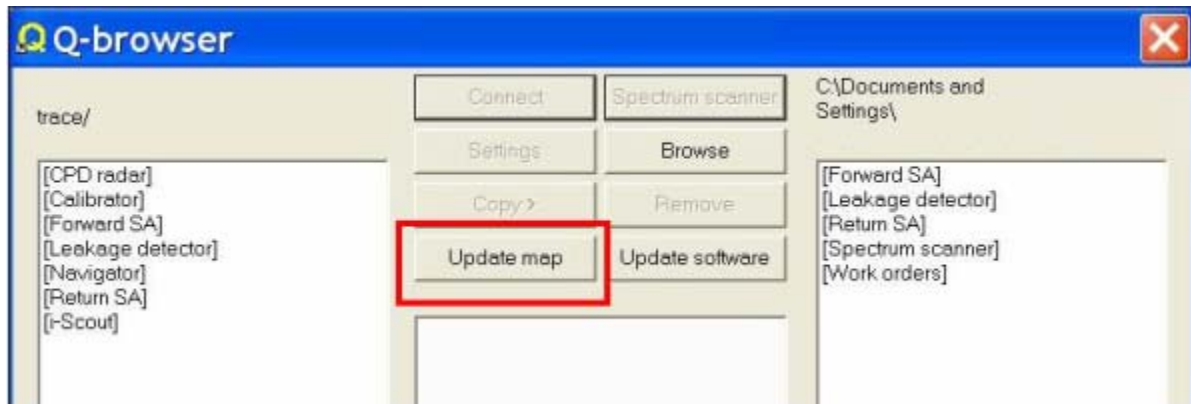 Q-browser
trace/
[CPD radar]
[Calibrator]
[Forward SA]
[Leakage detector]
[Navigator]
[Return SA]
[i-Scout]
Connect
Spectrum scanner
Settings
Browse
Copy >
Remove
Update map
Update software
C:\Documents and
Settings\
[Forward SA]
[Leakage detector]
[Return SA]
[Spectrum scanner]
[Work orders]